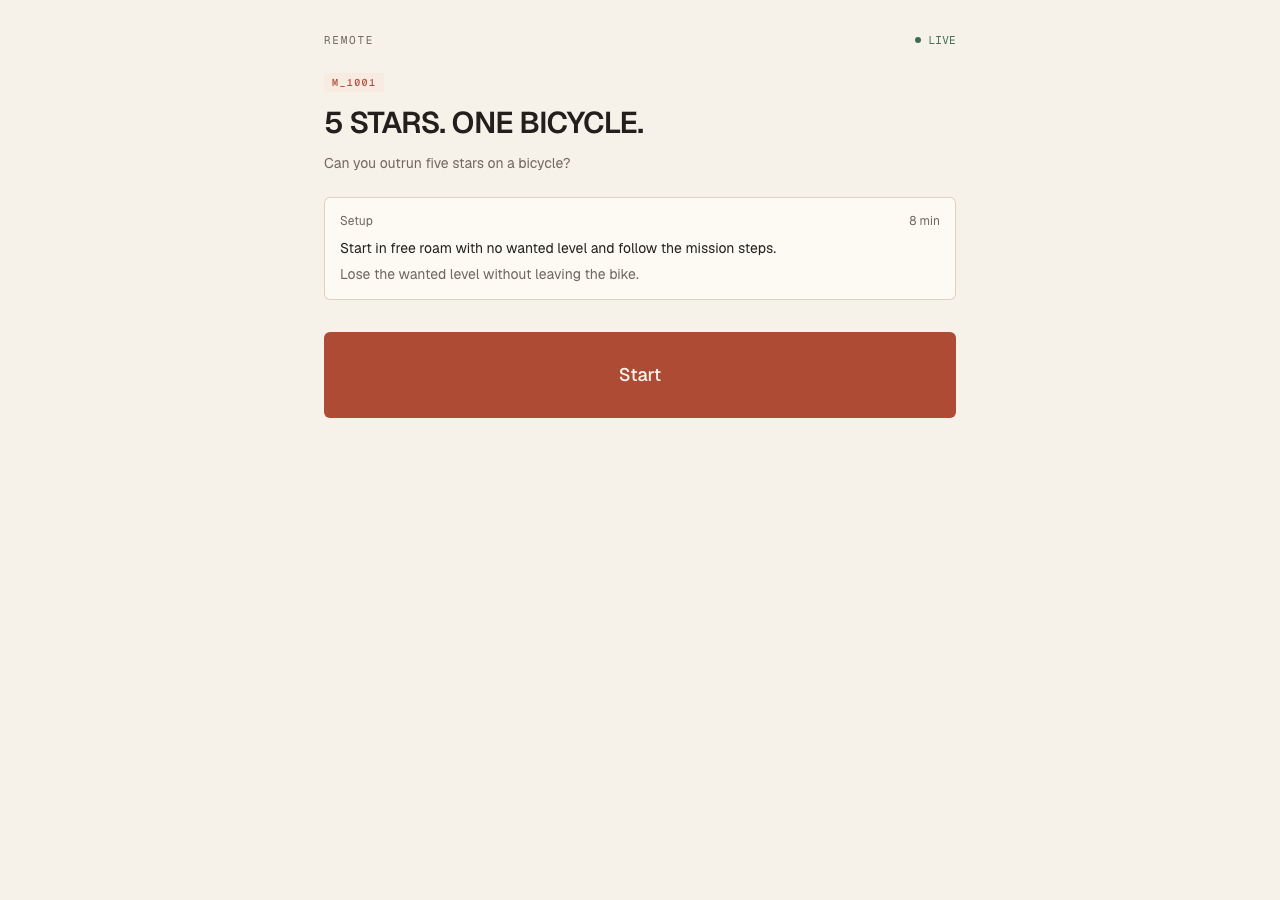 REMOTE
LIVE
M_1001
5 STARS. ONE BICYCLE.
Can you outrun five stars on a bicycle?
Setup
8 min
Start in free roam with no wanted level and follow the mission steps.
Lose the wanted level without leaving the bike.
Start